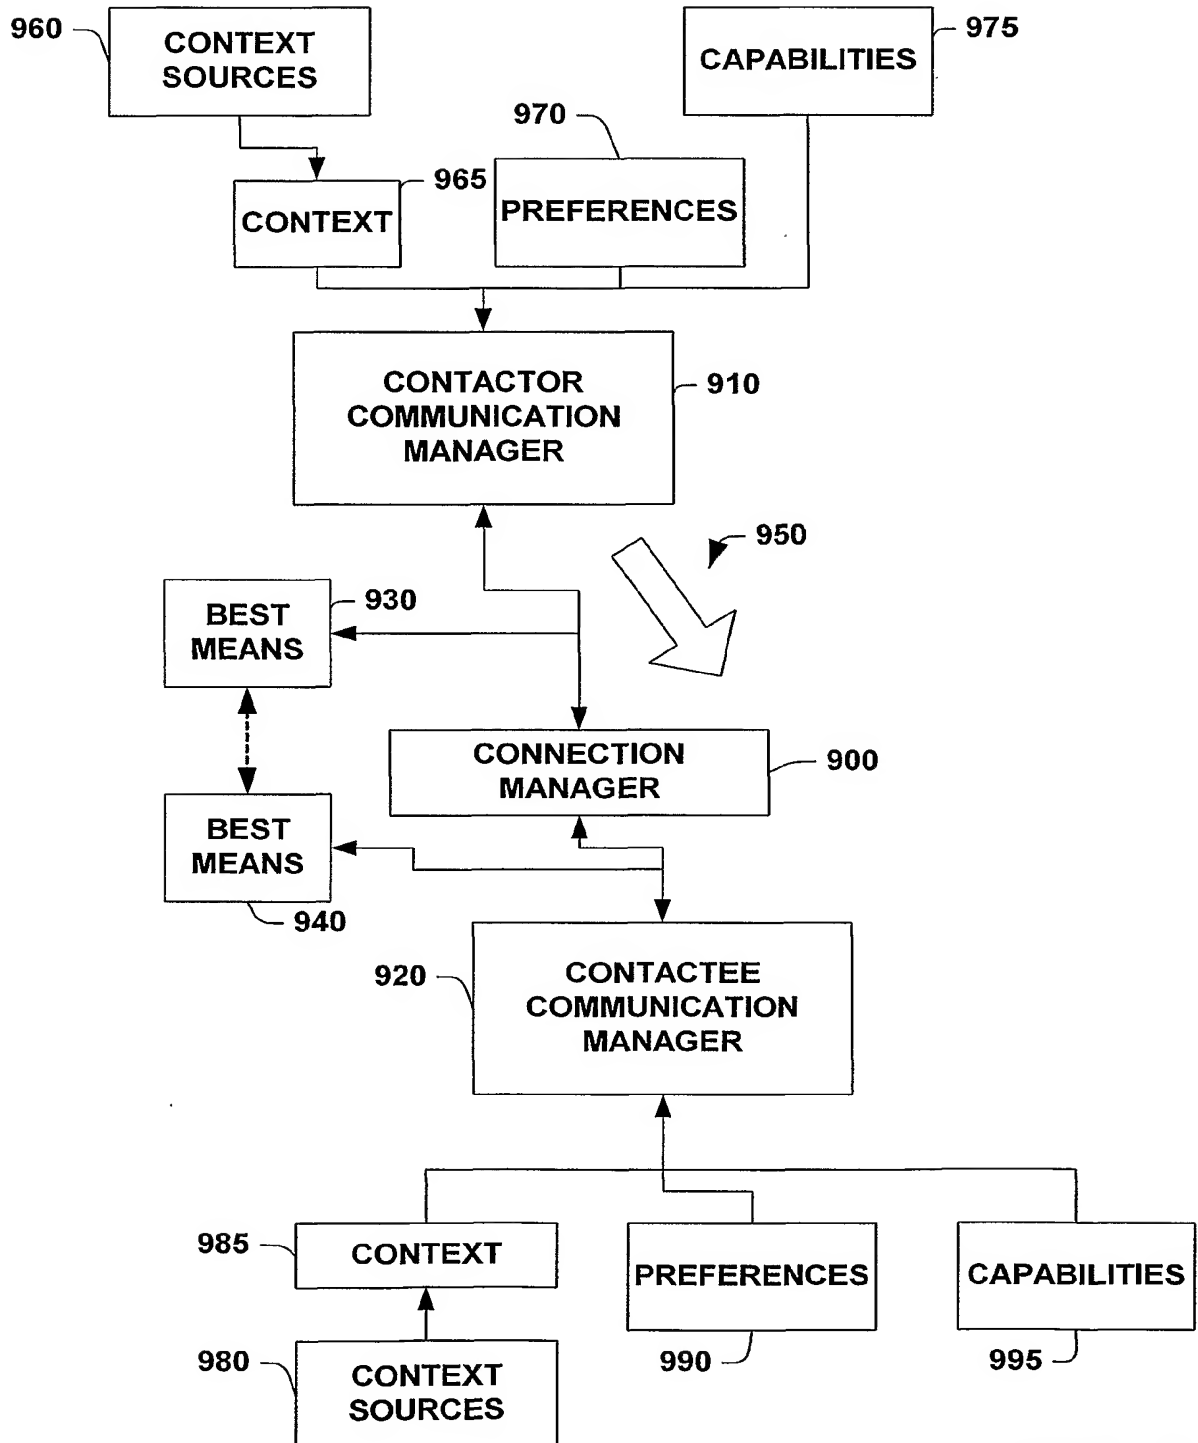 960
CONTEXT
SOURCES
CAPABILITIES
975
970
965
CONTEXT
PREFERENCES
CONTACTOR
COMMUNICATION
MANAGER
910
950
BEST
MEANS
930
CONNECTION
MANAGER
900
BEST
MEANS
940
920
CONTACTEE
COMMUNICATION
MANAGER
985
CONTEXT
PREFERENCES
CAPABILITIES
980
CONTEXT
SOURCES
990
995